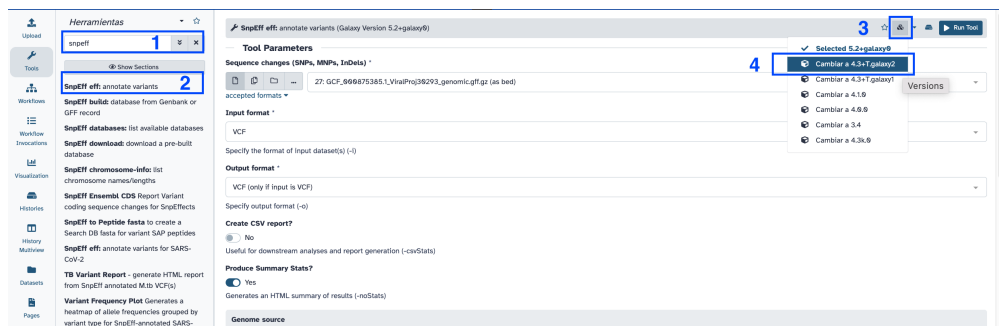 Upload
Tools
Workflows
Workflow
Invocations
Visualization
Histories
History
Multiview
Datasets
Pages
Herramientas
snpeff
1
Show Sections
SnpEff eff: annotate variants
2
SnpEff build: database from Genbank or
GFF record
SnpEff databases: list available databases
SnpEff download: download a pre-built
database
SnpEff chromosome-info: list
chromosome names/lengths
SnpEff Ensembl CDS Report Variant
coding sequence changes for SnpEffects
SnpEff to Peptide fasta to create a
Search DB fasta for variant SAP peptides
SnpEff eff: annotate variants for SARS-
CoV-2
TB Variant Report - generate HTML report
from SnpEff annotated M.tb VCF(s)
Variant Frequency Plot Generates a
heatmap of allele frequencies grouped by
variant type for SnpEff-annotated SARS-
SnpEff eff: annotate variants (Galaxy Version 5.2+galaxy0)
3
Run Tool
Tool Parameters
Sequence changes (SNPs, MNPs, InDels) *
27: GCF_000875385.1_ViralProj30293_genomic.gff.gz (as bed)
accepted formats
Input format *
VCF
Specify the format of Input dataset(s) (-i)
Output format *
VCF (only if input is VCF)
Specify output format (-o)
Create CSV report?
No
Useful for downstream analyses and report generation (-csvStats)
Produce Summary Stats?
Yes
Generates an HTML summary of results (-noStats)
Genome source
Selected 5.2+galaxy0
4
Cambiar a 4.3+T.galaxy2
Cambiar a 4.3+T.galaxy1
Versions
Cambiar a 4.1.0
Cambiar a 4.0.0
Cambiar a 3.4
Cambiar a 4.3k.0